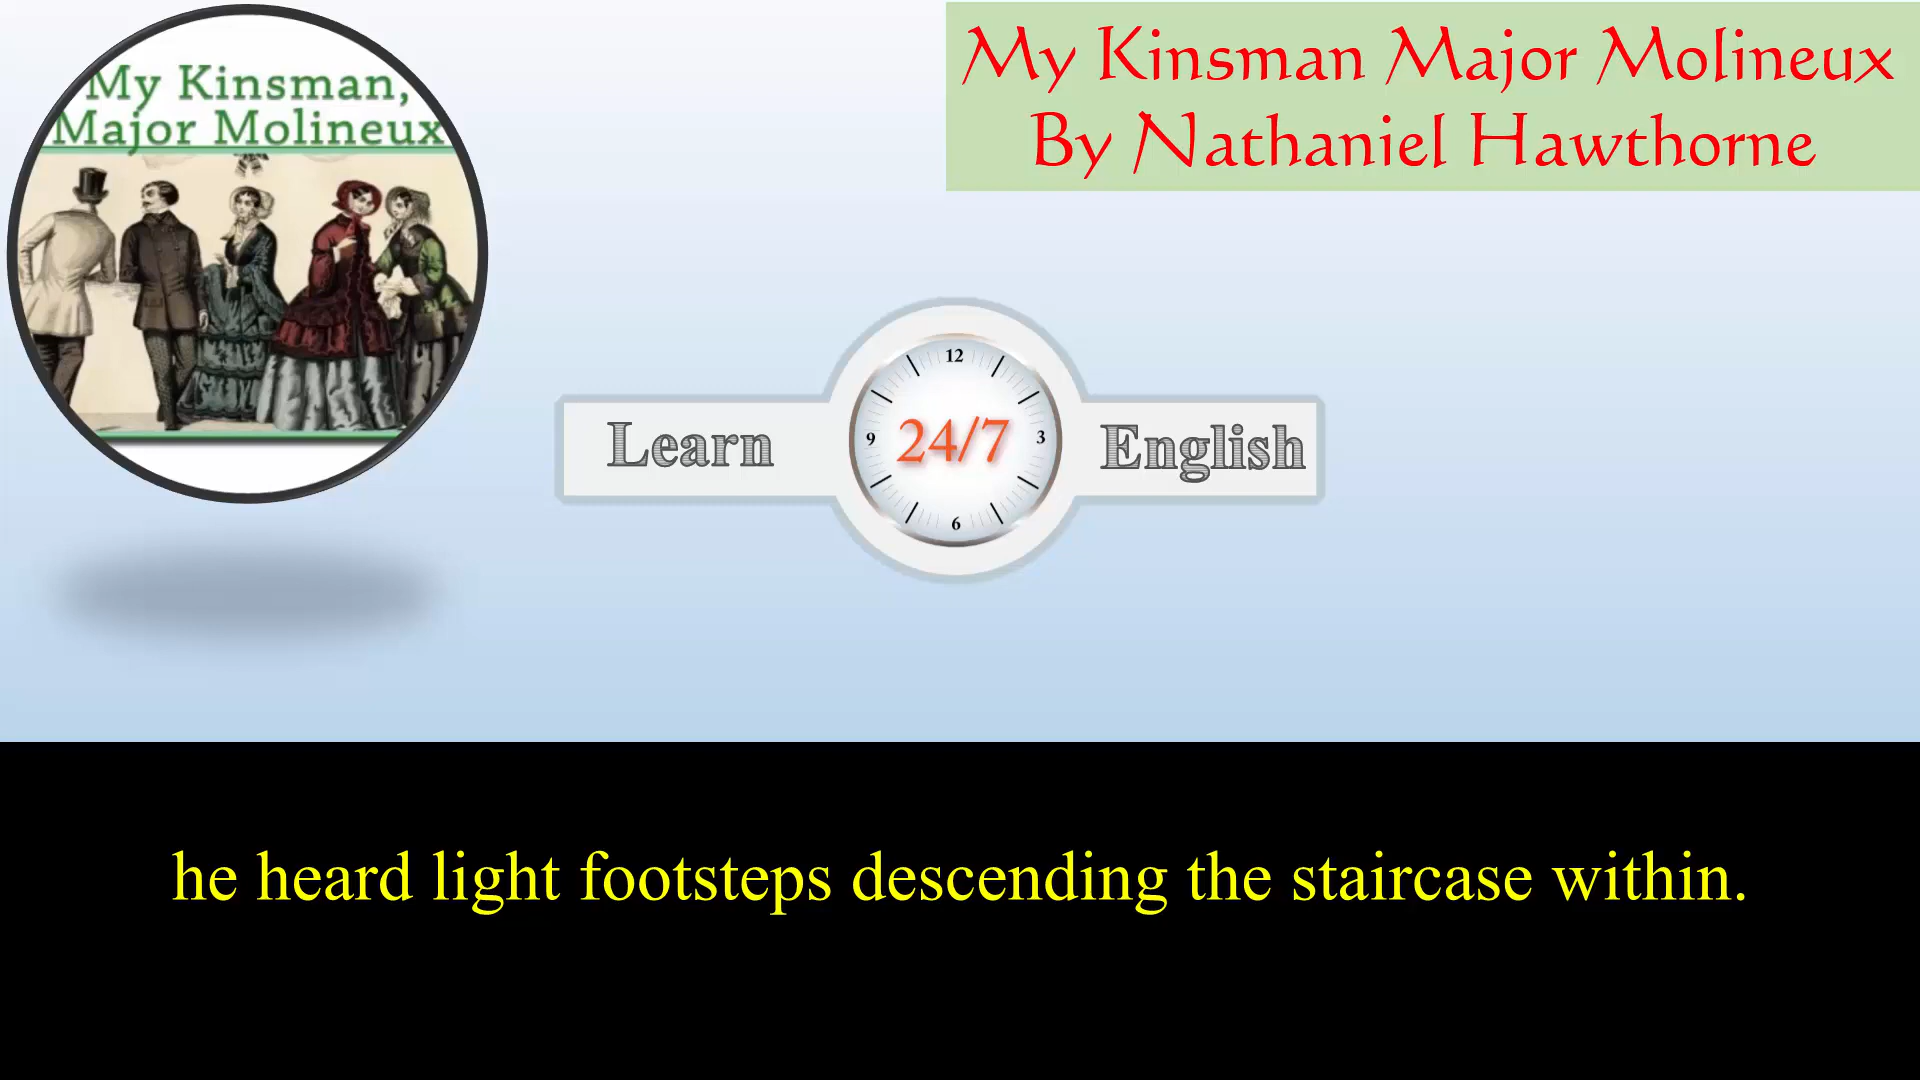 My Kinsman,
Major Molineux
My Kinsman Major Molineux
By Nathaniel Hawthorne
Learn 24/7 English
12
9
3
6
he heard light footsteps descending the staircase within.